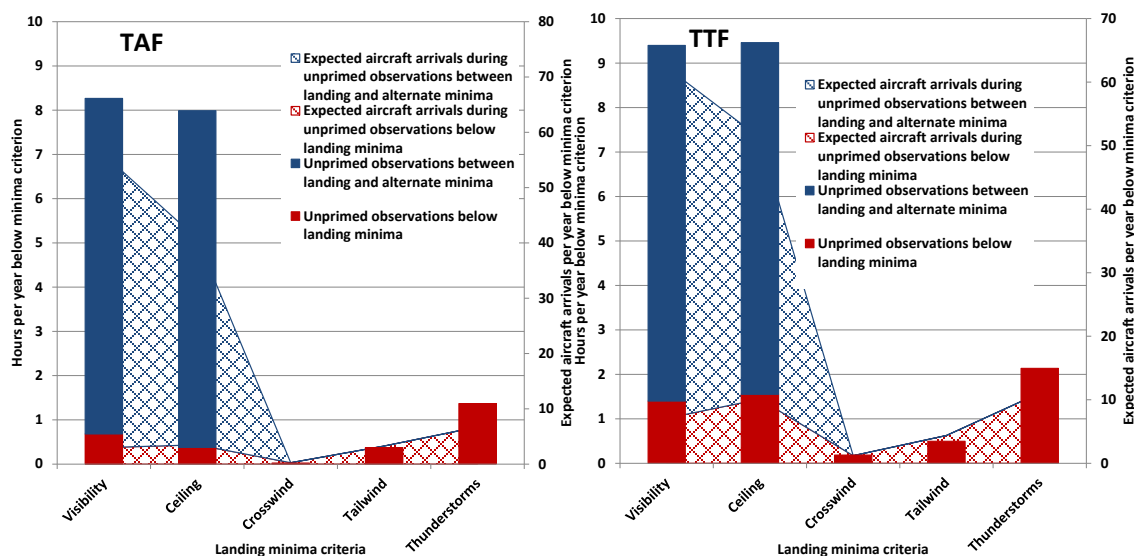 TAF
Hours per year below minima criterion
10
9
8
7
6
5
4
3
2
1
0
Expected aircraft arrivals during
unprimed observations between
landing and alternate minima
Expected aircraft arrivals during
unprimed observations below
landing minima
Unprimed observations between
landing and alternate minima
Unprimed observations below
landing minima
80
70
60
50
40
30
20
10
0
Expected aircraft arrivals per year below minima criterion
Visibility
Ceiling
Crosswind
Tailwind
Thunderstorms
Landing minima criteria
TTF
Hours per year below minima criterion
10
9
8
7
6
5
4
3
2
1
0
Expected aircraft arrivals during
unprimed observations between
landing and alternate minima
Expected aircraft arrivals during
unprimed observations below
landing minima
Unprimed observations between
landing and alternate minima
Unprimed observations below
landing minima
70
60
50
40
30
20
10
0
Expected aircraft arrivals per year below minima criterion
Visibility
Ceiling
Crosswind
Tailwind
Thunderstorms
Landing minima criteria